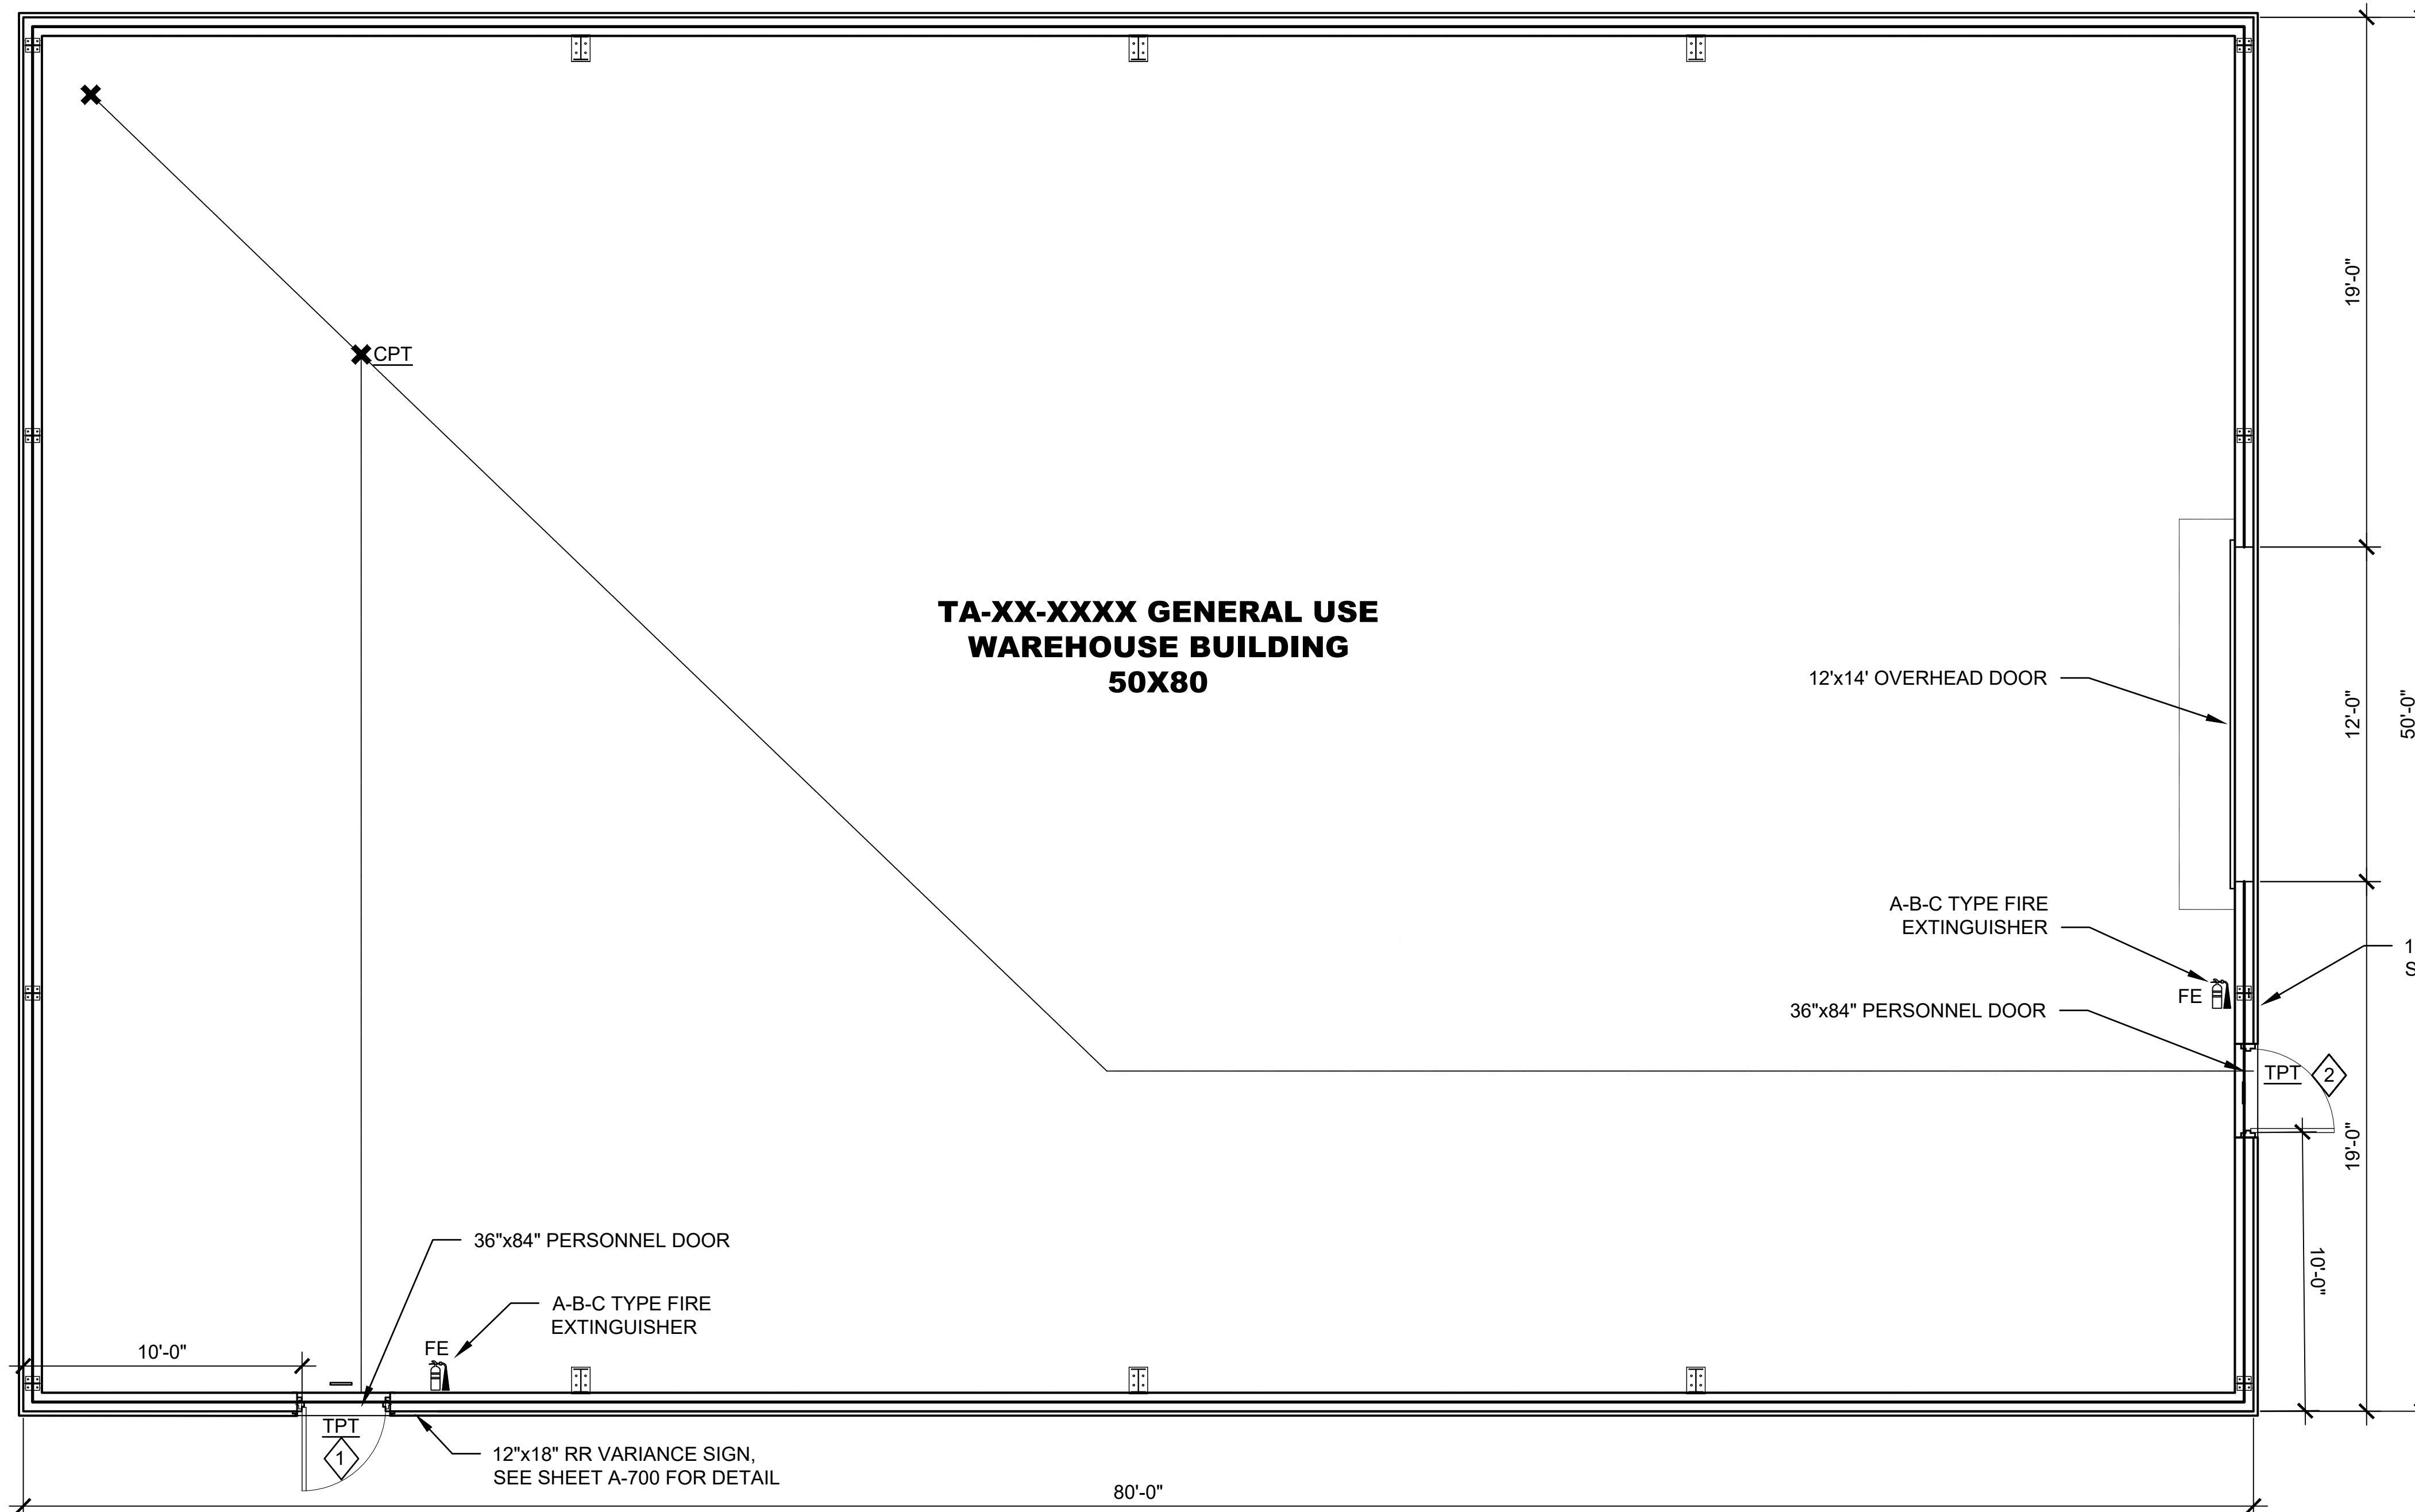 CPT
19'-0"
TA-XX-XXXX GENERAL USE
WAREHOUSE BUILDING
50X80
12'x14' OVERHEAD DOOR
12'-0"
50'-0"
A-B-C TYPE FIRE
EXTINGUISHER
FE
36"x84" PERSONNEL DOOR
TPT
2
19'-0"
10'-0"
36"x84" PERSONNEL DOOR
A-B-C TYPE FIRE
EXTINGUISHER
FE
10'-0"
TPT
1
12"x18" RR VARIANCE SIGN,
SEE SHEET A-700 FOR DETAIL
80'-0"